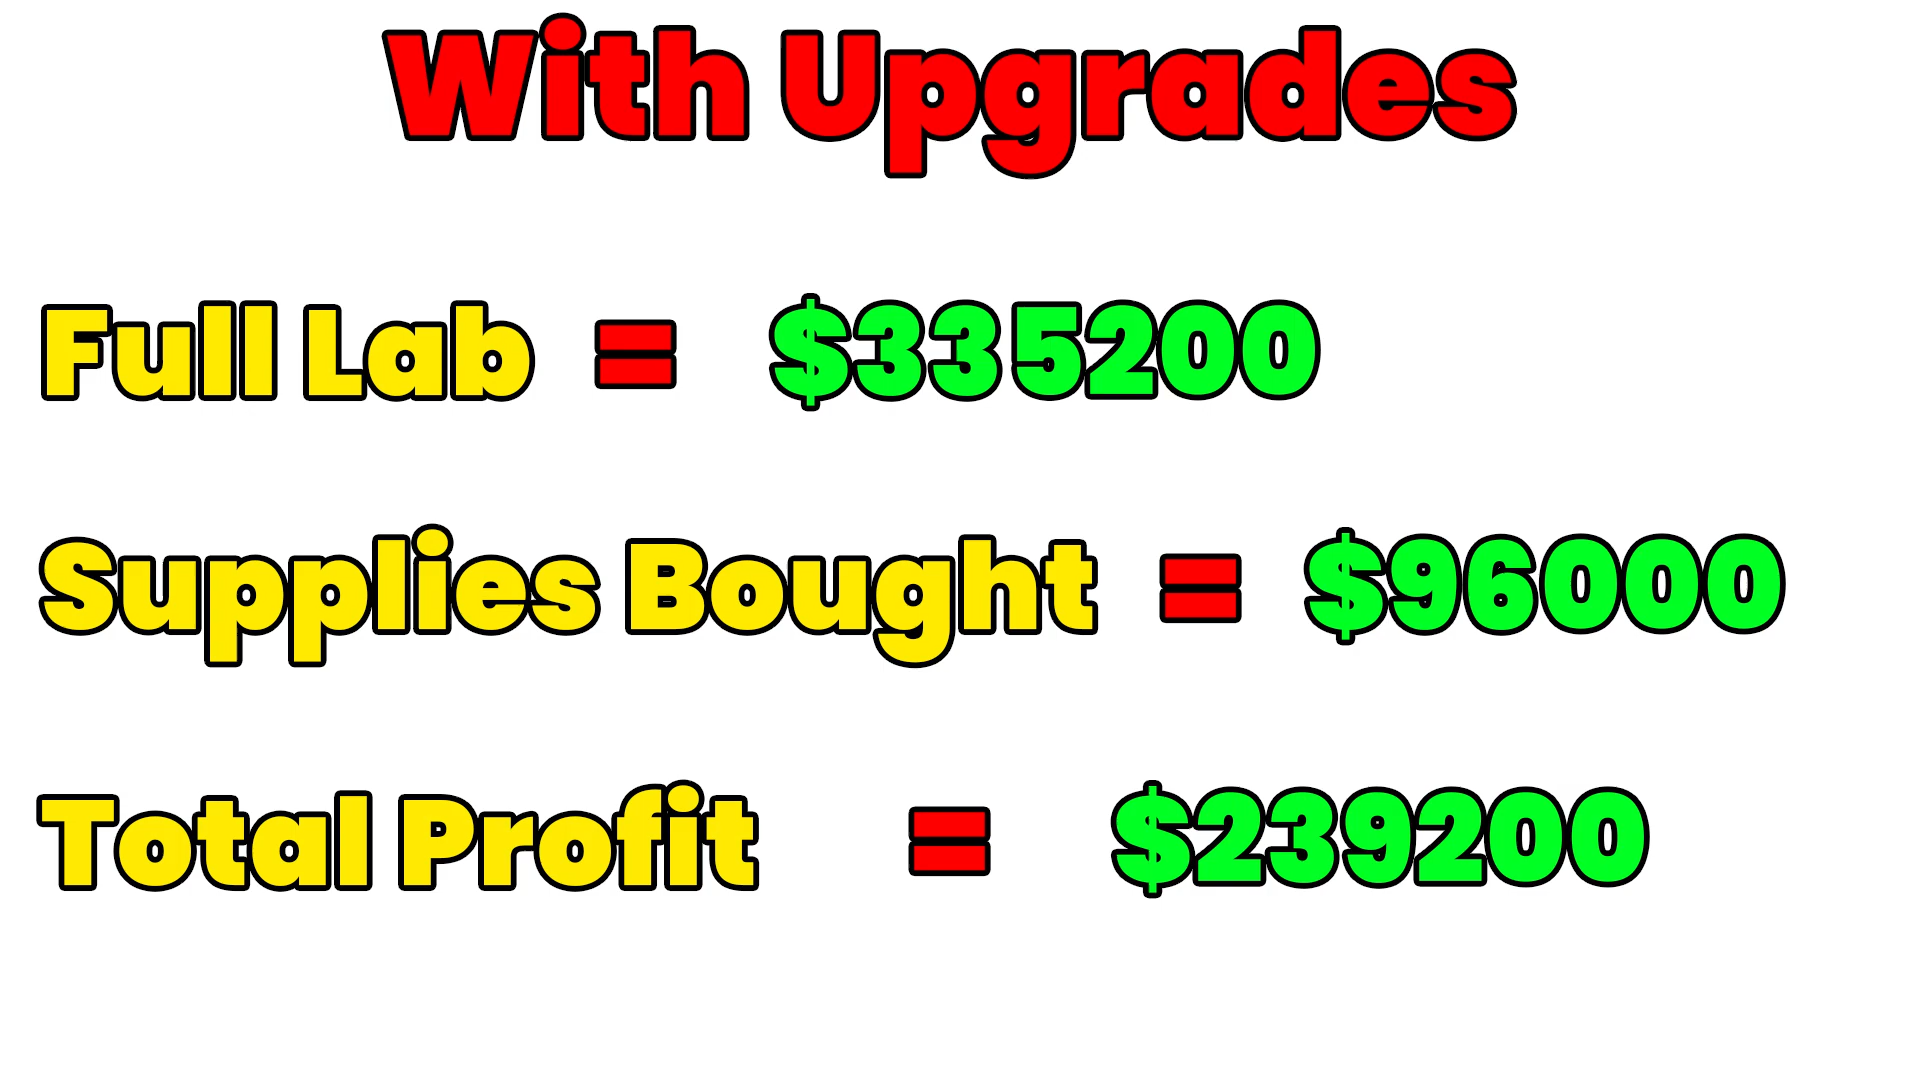 With Upgrades
Full Lab = $335200
Supplies Bought = $96000
Total Profit = $239200